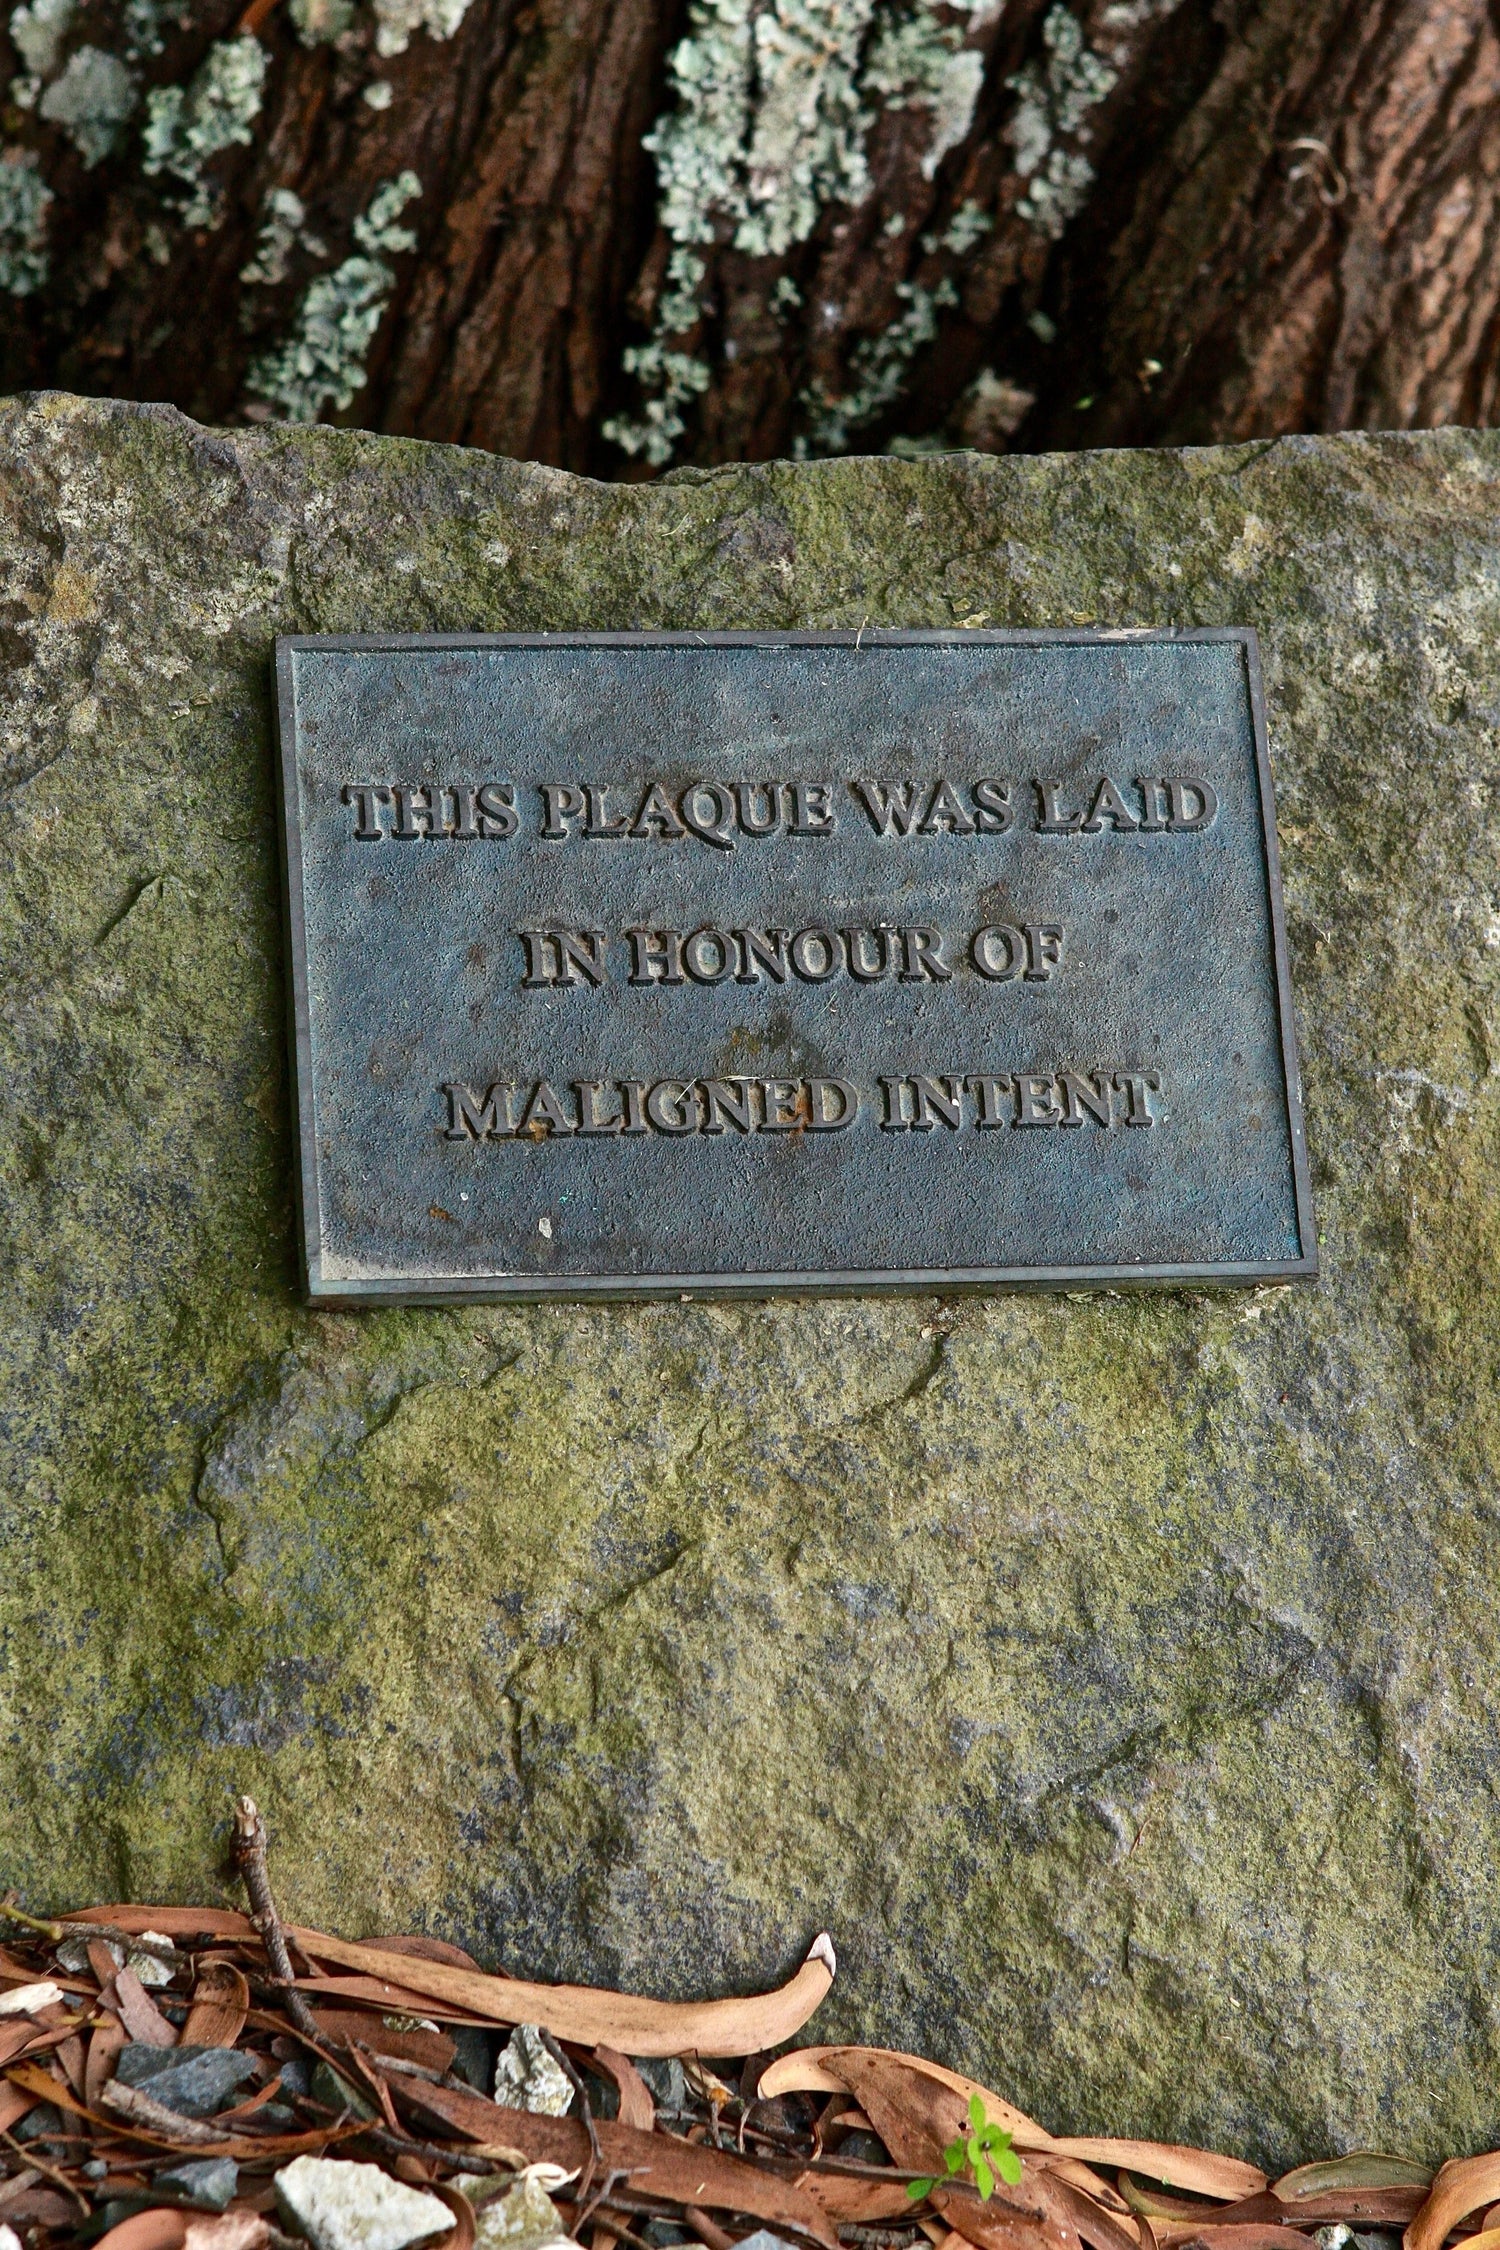 THIS PLAQUE WAS LAID
IN HONOUR OF
MALIGNED INTENT